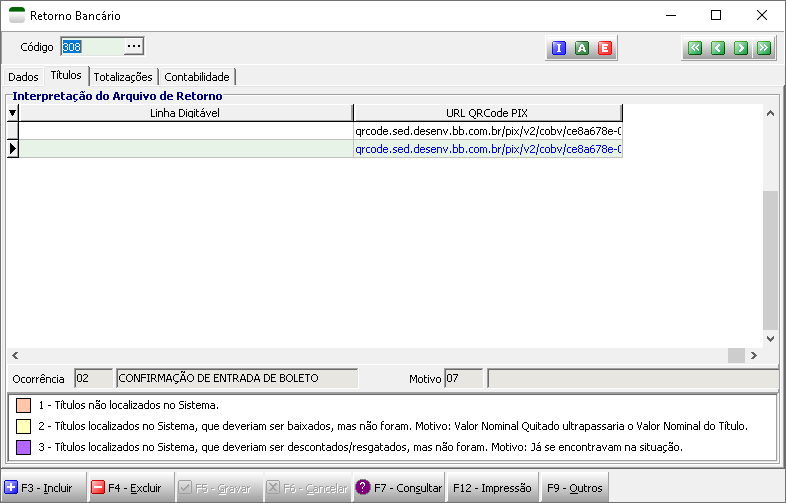 Retorno Bancário
Código 308 ...
I A E
Dados Títulos Totalizações Contabilidade
Interpretação do Arquivo de Retorno
Linha Digitável URL QRCode PIX
qrcode.sed.desenv.bb.com.br/pix/v2/cobv/ce8a678e-0
qrcode.sed.desenv.bb.com.br/pix/v2/cobv/ce8a678e-0
Ocorrência 02 CONFIRMAÇÃO DE ENTRADA DE BOLETO Motivo 07
1 - Títulos não localizados no Sistema.
2 - Títulos localizados no Sistema, que deveriam ser baixados, mas não foram. Motivo: Valor Nominal Quitado ultrapassaria o Valor Nominal do Título.
3 - Títulos localizados no Sistema, que deveriam ser descontados/resgatados, mas não foram. Motivo: Já se encontravam na situação.
F3 - Incluir F4 - Excluir F5 - Gravar F6 - Cancelar F7 - Consultar F12 - Impressão F9 - Outros